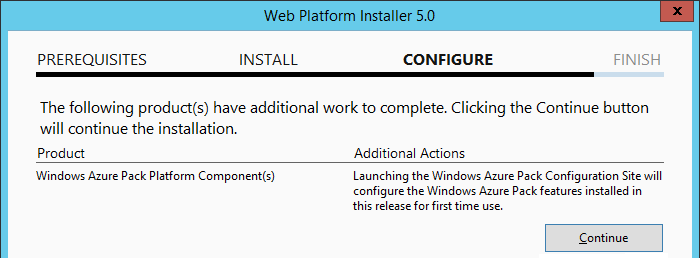 Web Platform Installer 5.0
x
PREREQUISITES INSTALL CONFIGURE FINISH
The following product(s) have additional work to complete. Clicking the Continue button
will continue the installation.
Product Additional Actions
Windows Azure Pack Platform Component(s) Launching the Windows Azure Pack Configuration Site will
configure the Windows Azure Pack features installed in
this release for first time use.
Continue